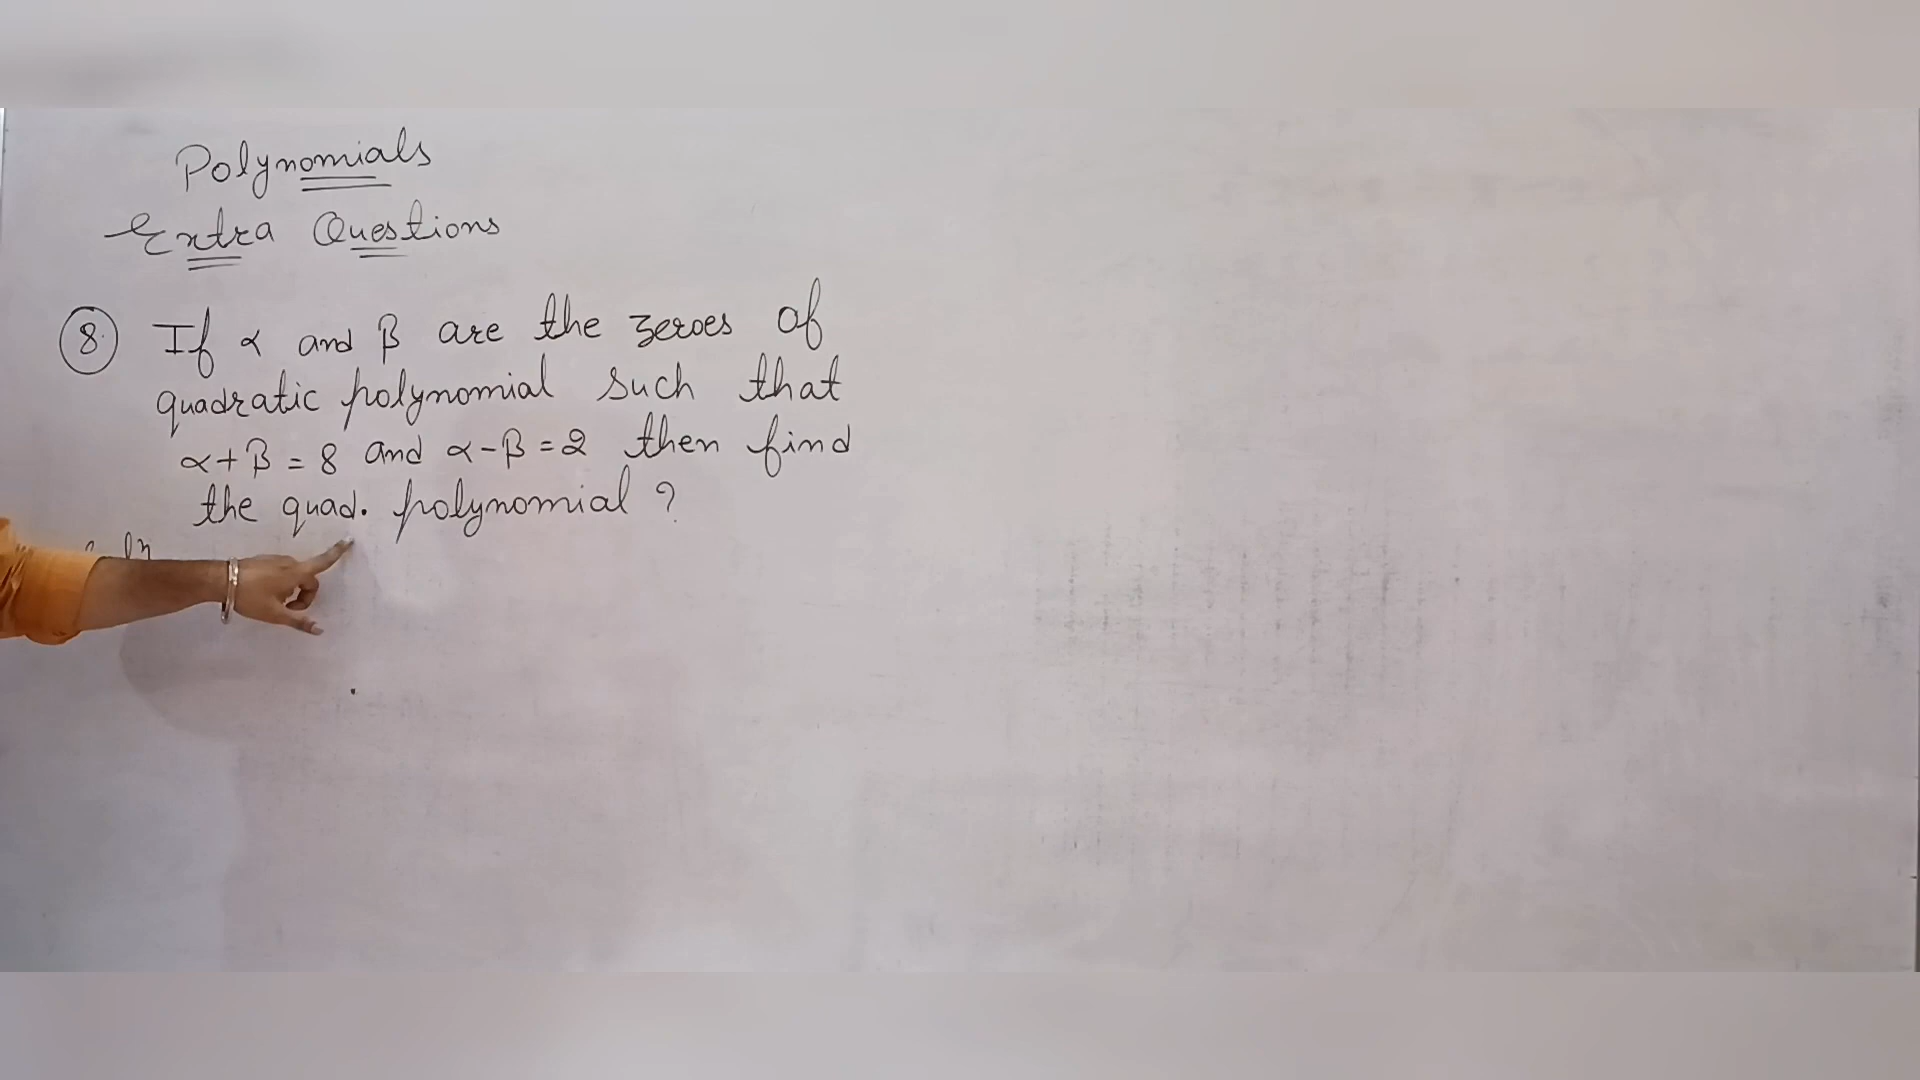 Polynomials
Extra Questions
8 If α and β are the zeroes of
quadratic polynomial such that
α+β = 8 and α-β = 2 then find
the quad. polynomial ?